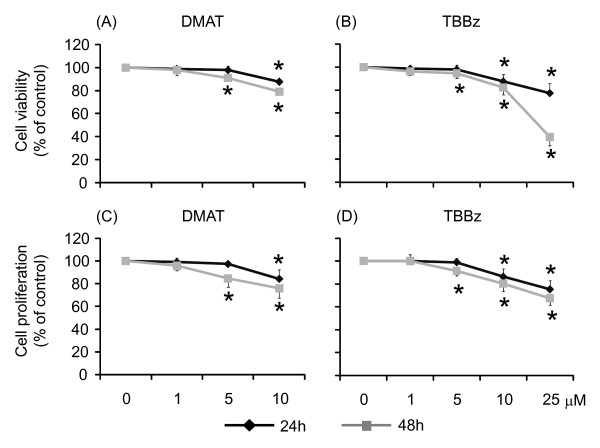 (A) DMAT
(B) TBBz
Cell viability
(% of control)
120
100
80
60
40
20
0
* * * *
* * * * * *
(C) DMAT
(D) TBBz
Cell proliferation
(% of control)
120
100
80
60
40
20
0
* * * *
* * * * * *
0 1 5 10
0 1 5 10 25 μM
24h 48h